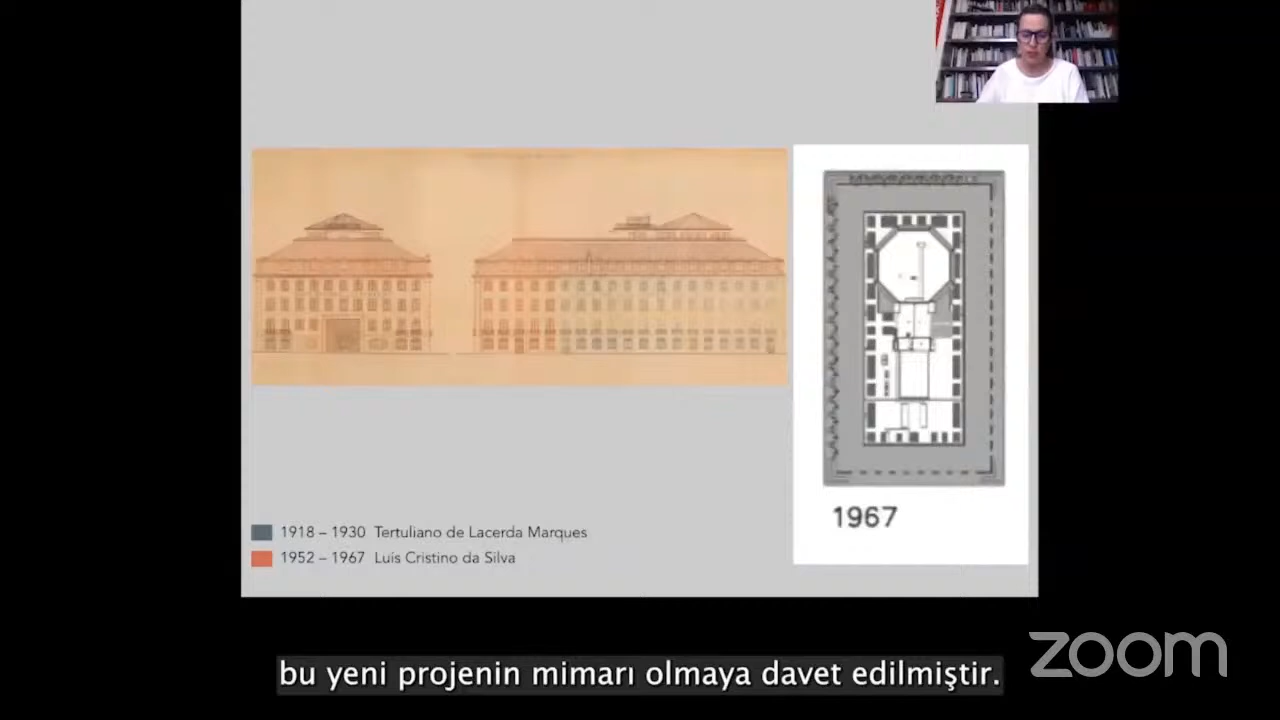 1967
1918 – 1930 Tertuliano de Lacerda Marques
1952 – 1967 Luís Cristino da Silva
bu yeni projenin mimarı olmaya davet edilmiştir.
zoom